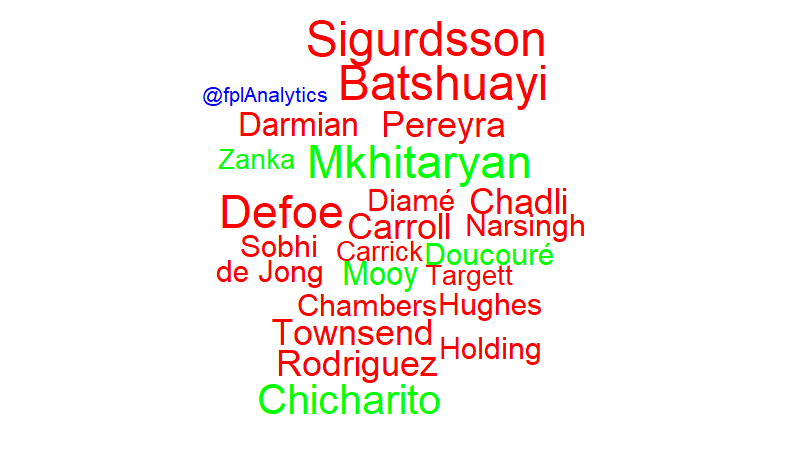 Sigurdsson
Batshuayi
@fplAnalytics
Darmian Pereyra
Zanka Mkhitaryan
Defoe Diamé Chadli
Carroll Narsingh
Sobhi Carrick Doucouré
de Jong Mooy Targett
Chambers Hughes
Townsend
Rodriguez Holding
Chicharito